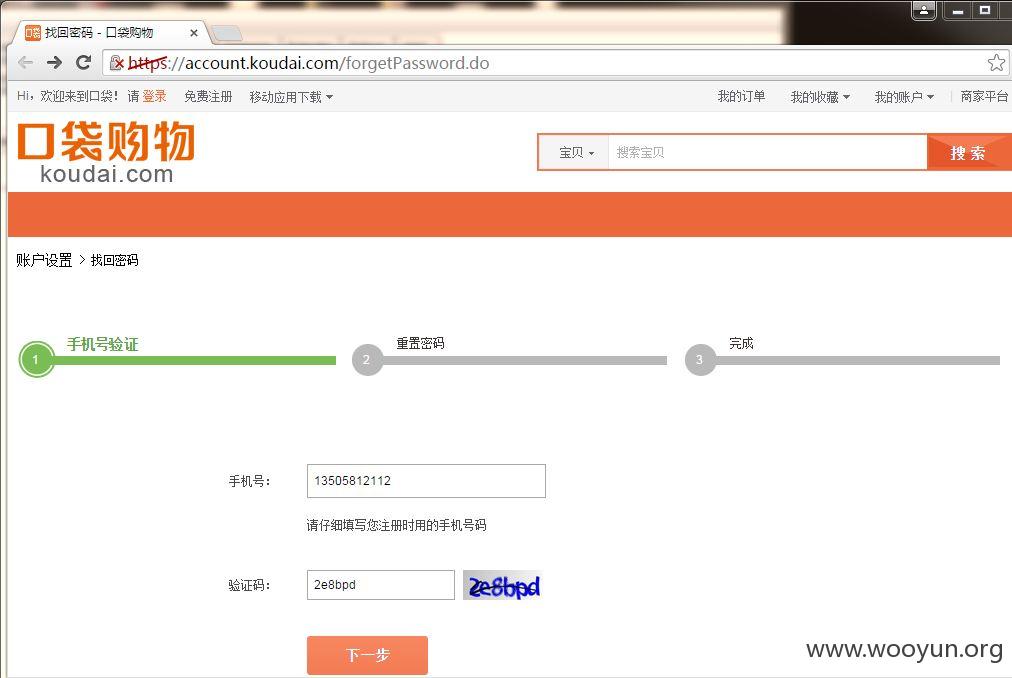 找回密码 - 口袋购物
https://account.koudai.com/forgetPassword.do
Hi，欢迎来到口袋！ 请 登录 免费注册 移动应用下载 我的订单 我的收藏 我的账户 商家平台
口袋购物
koudai.com
宝贝 搜索宝贝 搜 索
账户设置 > 找回密码
1 手机号验证 2 重置密码 3 完成
手机号： 13505812112
请仔细填写您注册时用的手机号码
验证码： 2e8bpd 2e8bpd
下一步
www.wooyun.org